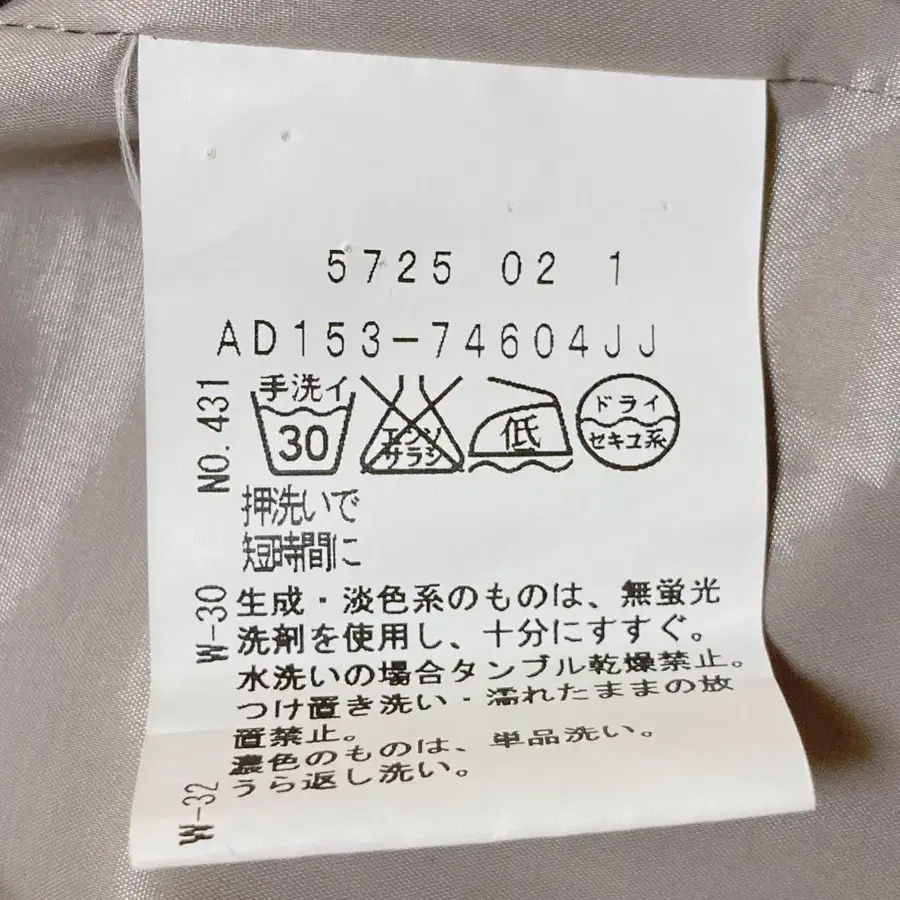 5725 02 1
AD153-74604JJ
手洗イ
30
エンソ
サラシ
低
ドライ
セキユ系
NO.431
押洗いで
短時間に
W-30
生成・淡色系のものは、無蛍光
洗剤を使用し、十分にすすぐ。
水洗いの場合タンブル乾燥禁止。
つけ置き洗い・濡れたままの放
置禁止。
濃色のものは、単品洗い。
うら返し洗い。
W-32